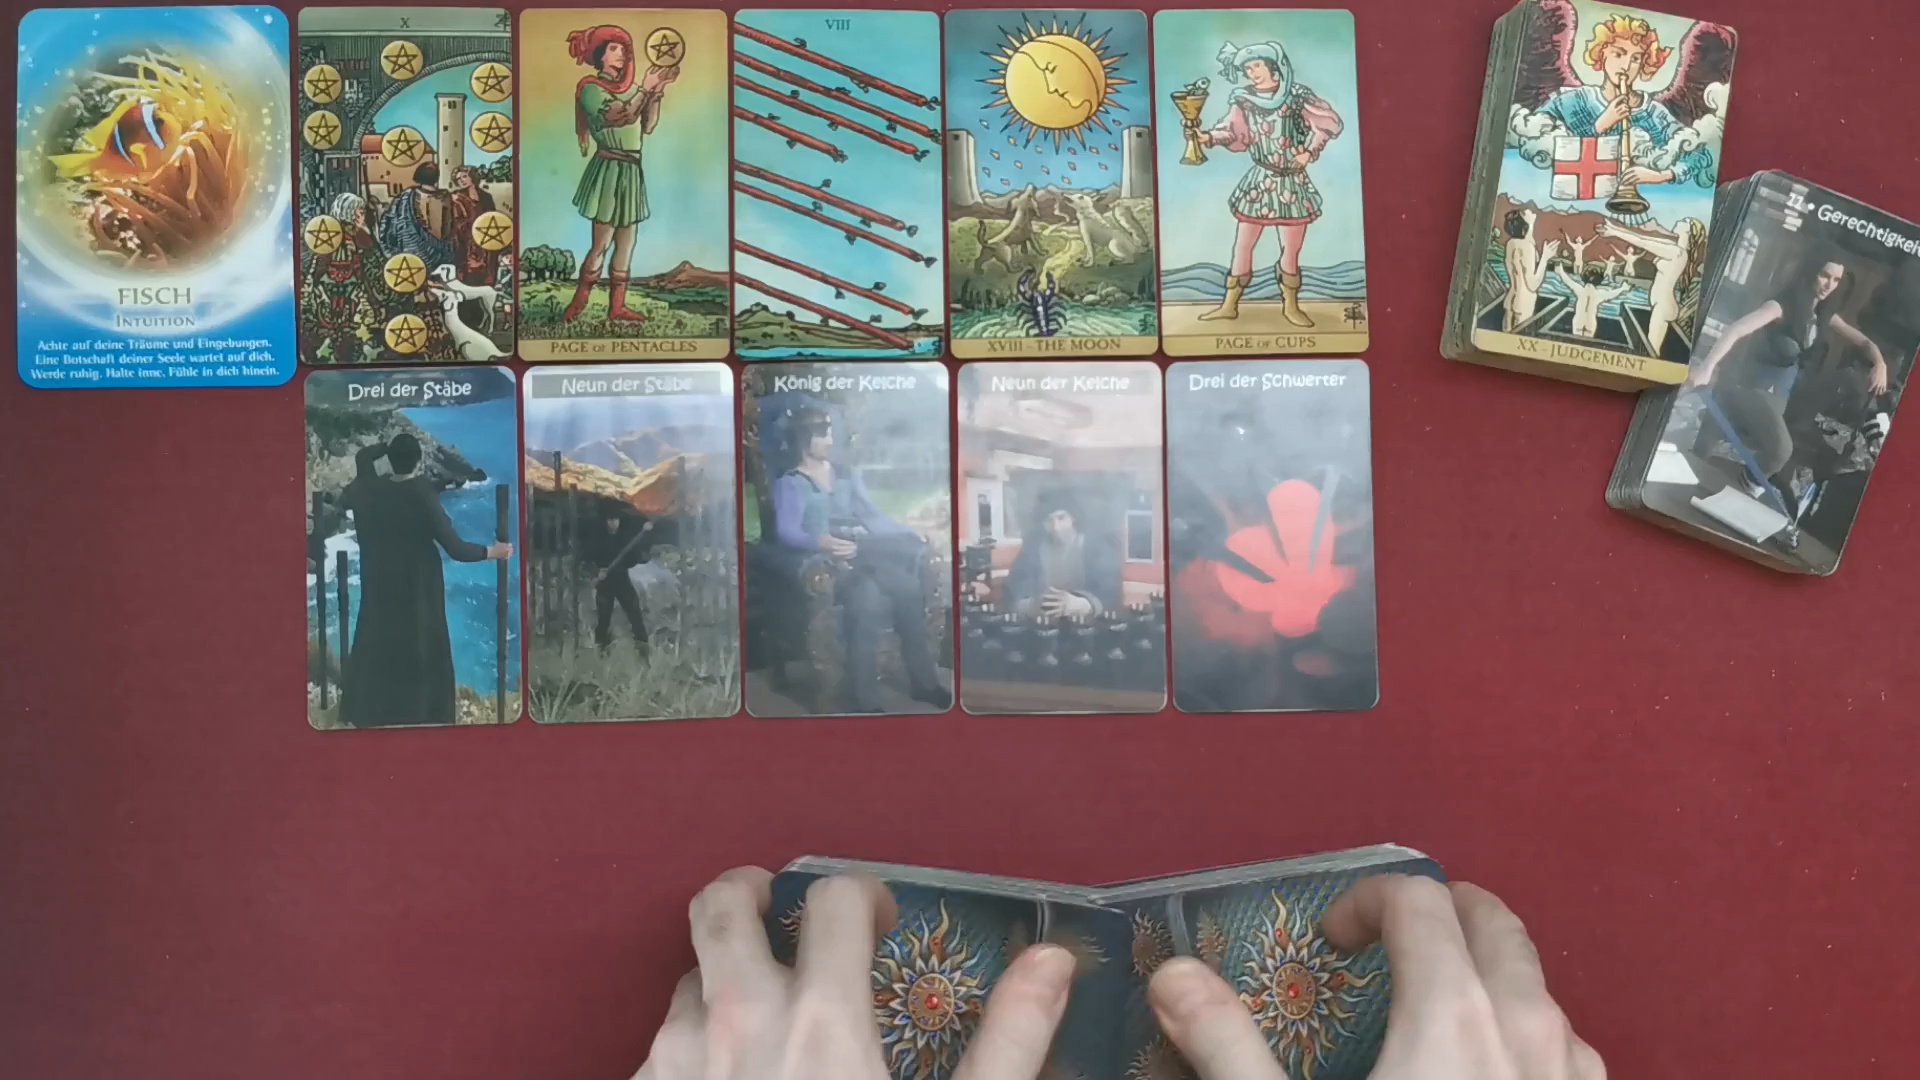 FISCH
INTUITION
Achte auf deine Träume und Eingebungen.
Eine Botschaft deiner Seele wartet auf dich.
Werde ruhig. Halte inne. Fühle in dich hinein.
X
PAGE OF PENTACLES
VIII
XVIII - THE MOON
PAGE OF CUPS
XX - JUDGEMENT
11 • Gerechtigkeit
Drei der Stäbe
Neun der Stäbe
König der Kelche
Neun der Kelche
Drei der Schwerter